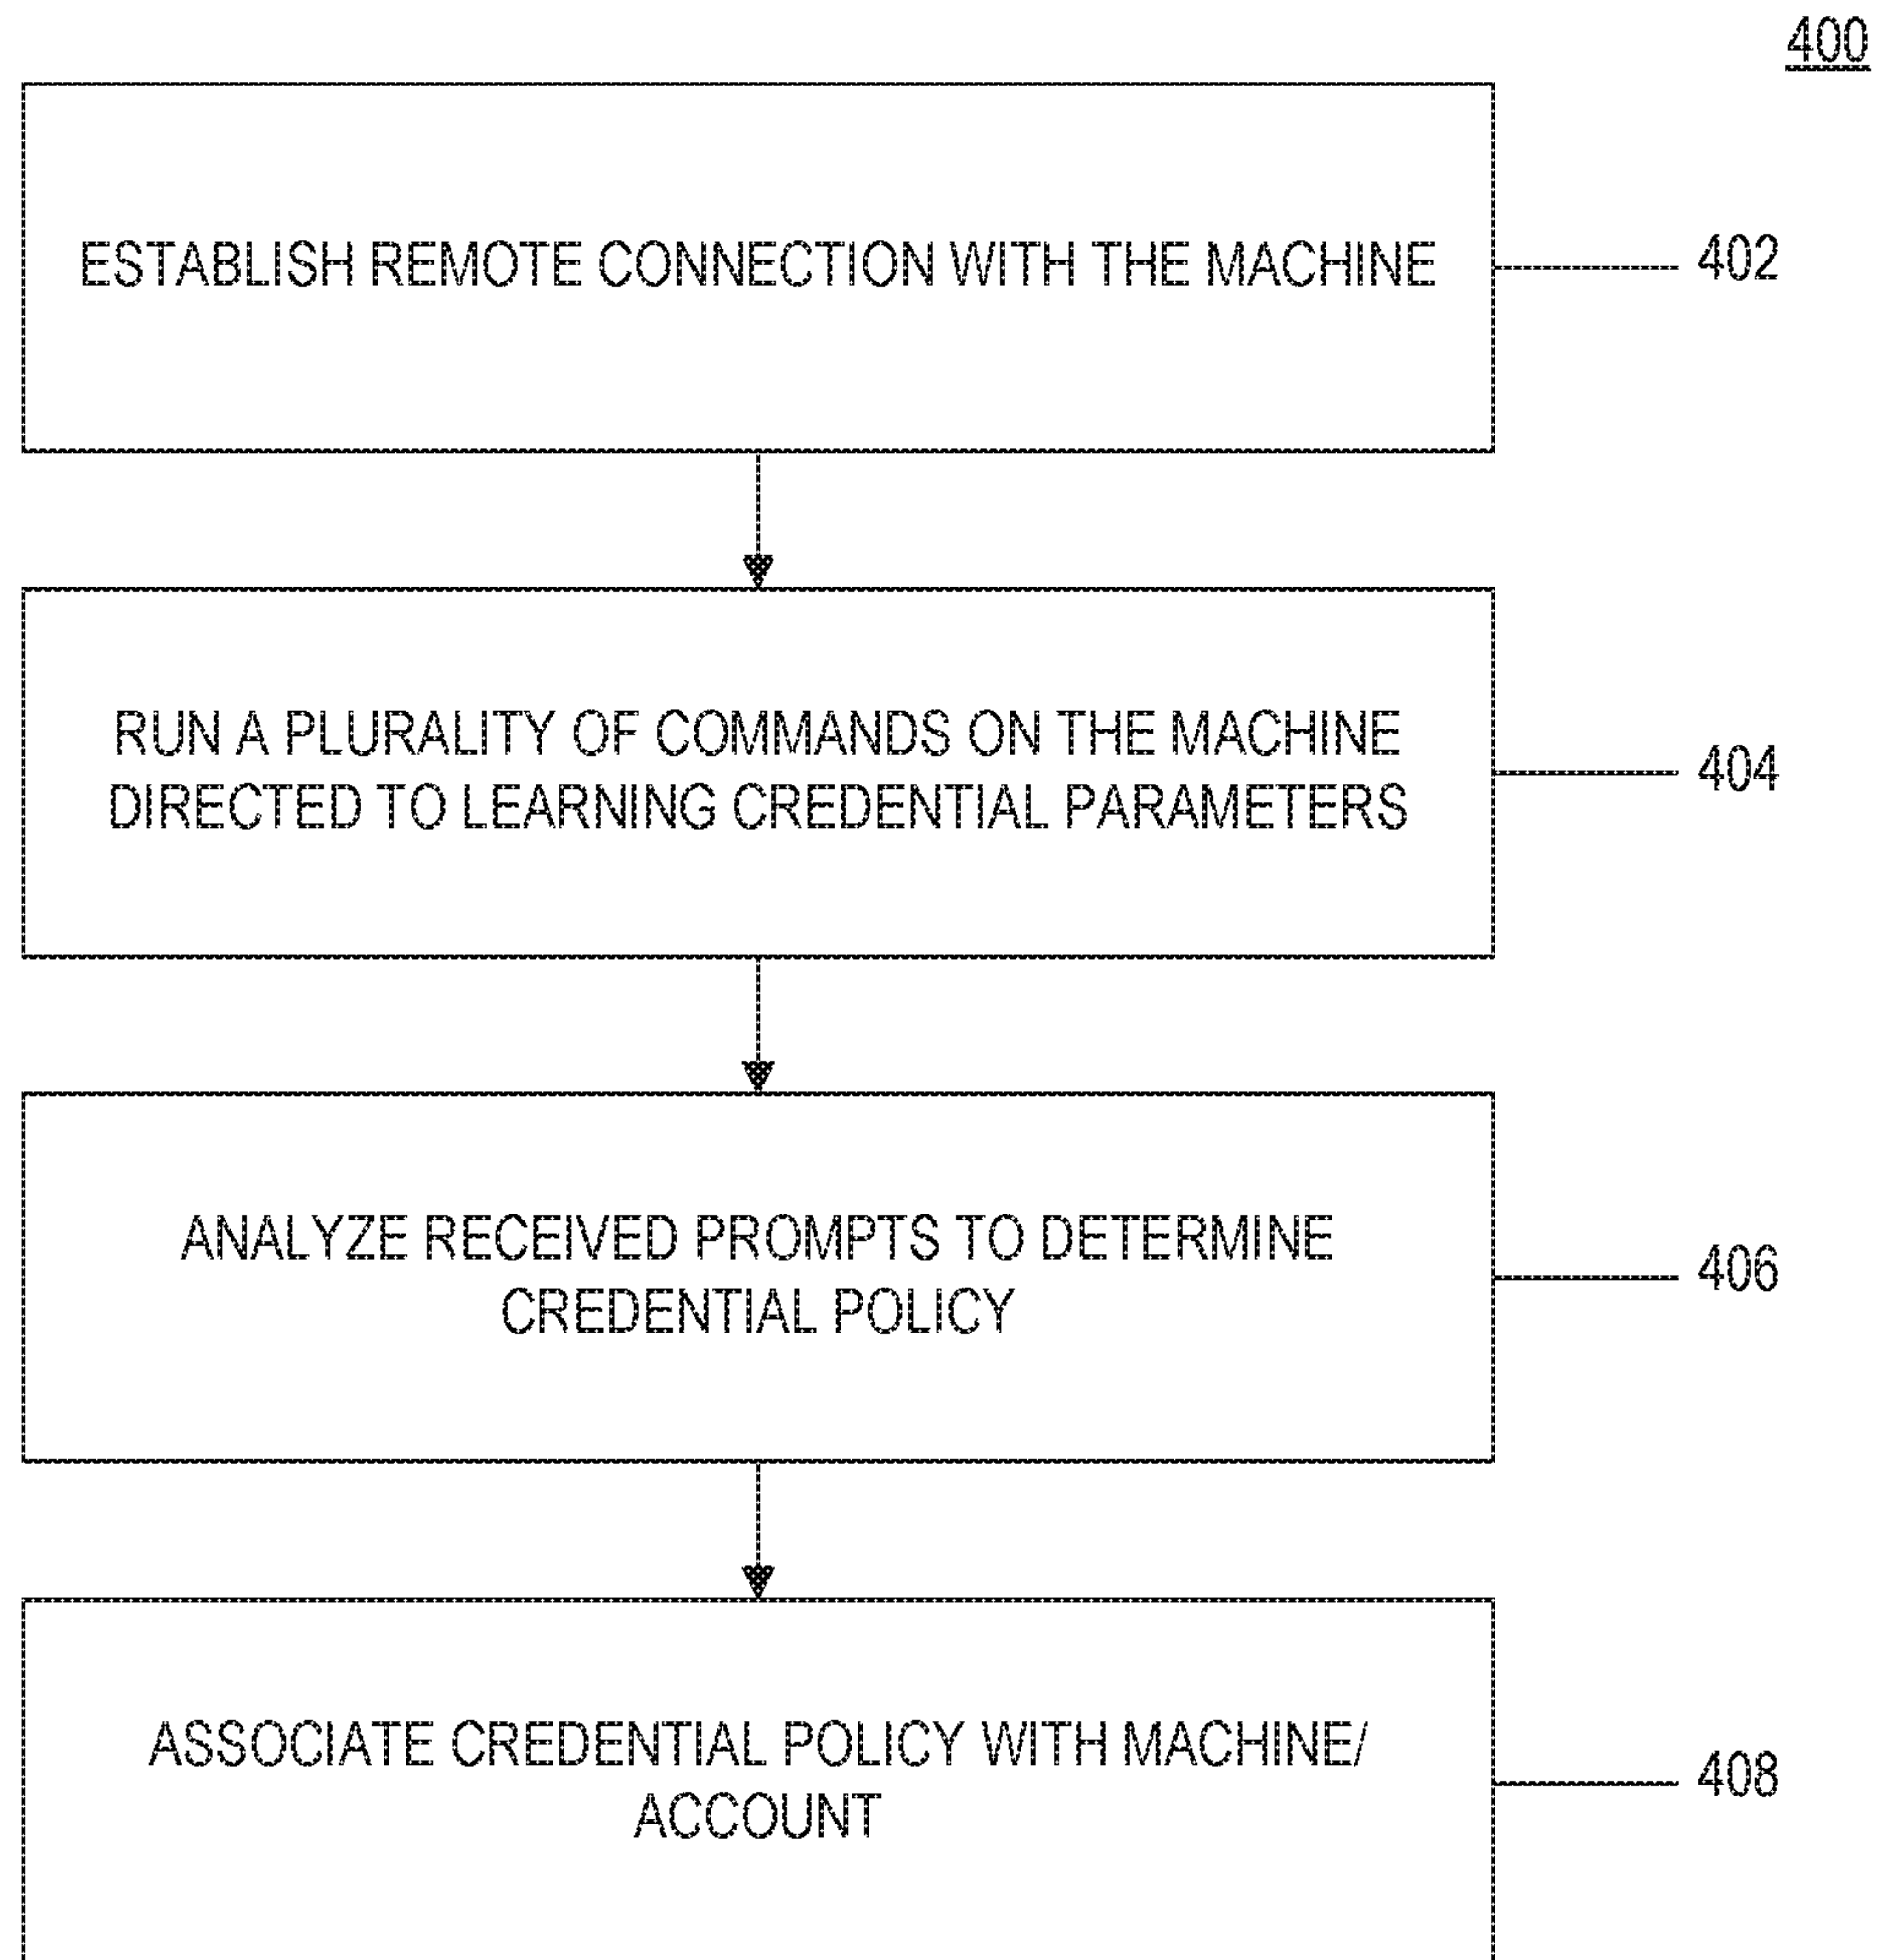 400
ESTABLISH REMOTE CONNECTION WITH THE MACHINE
402
RUN A PLURALITY OF COMMANDS ON THE MACHINE
DIRECTED TO LEARNING CREDENTIAL PARAMETERS
404
ANALYZE RECEIVED PROMPTS TO DETERMINE
CREDENTIAL POLICY
406
ASSOCIATE CREDENTIAL POLICY WITH MACHINE/
ACCOUNT
408